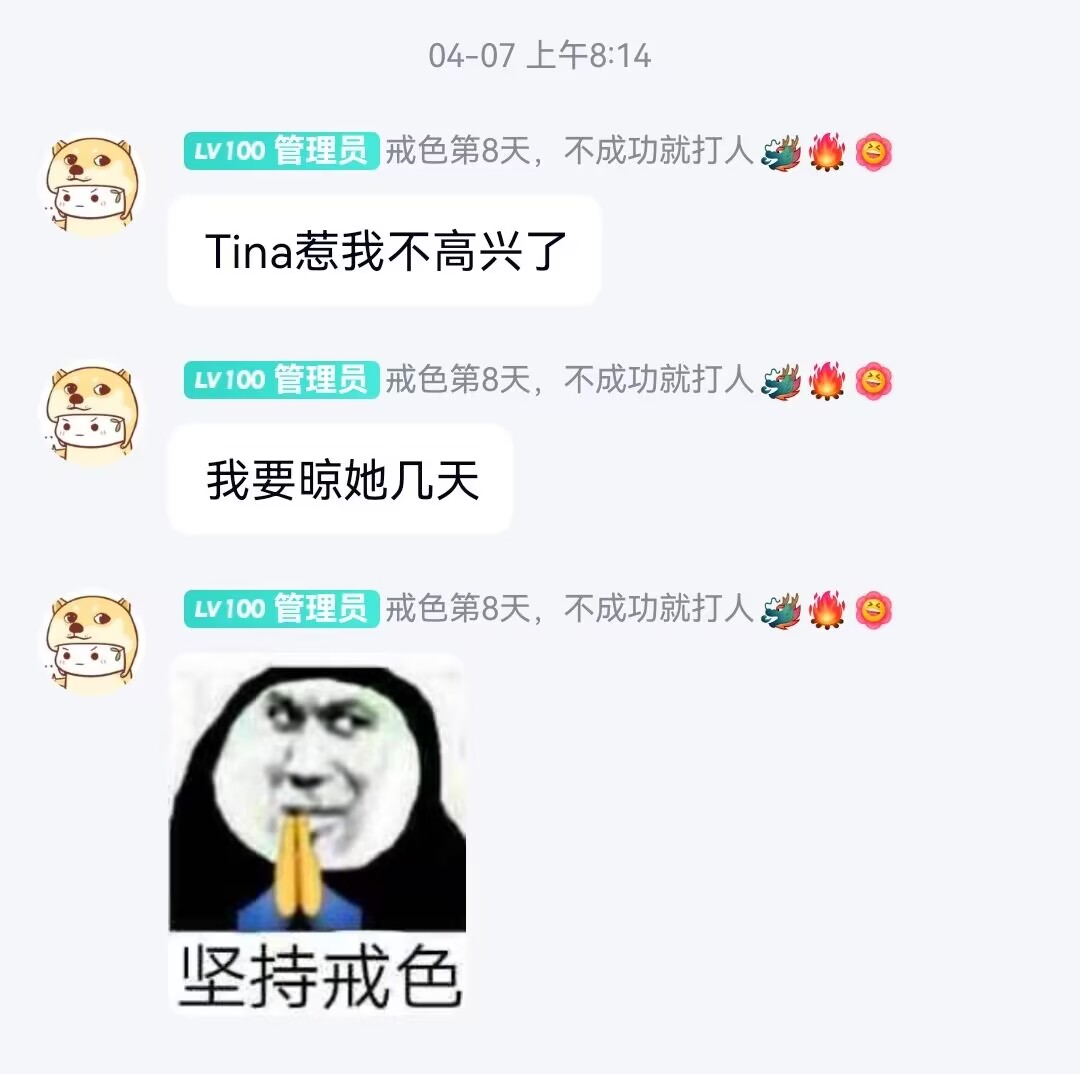 04-07 上午8:14
LV100 管理员 戒色第8天，不成功就打人🐲🔥😆
Tina惹我不高兴了
LV100 管理员 戒色第8天，不成功就打人🐲🔥😆
我要晾她几天
LV100 管理员 戒色第8天，不成功就打人🐲🔥😆
坚持戒色